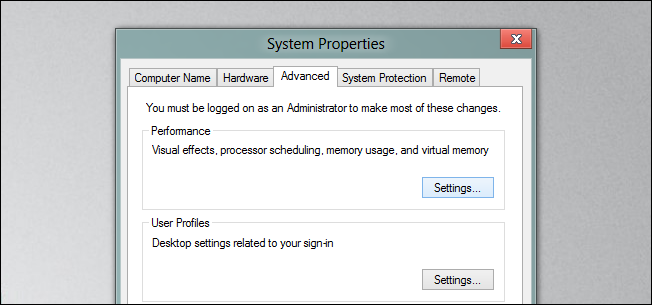 System Properties
Computer Name Hardware Advanced System Protection Remote
You must be logged on as an Administrator to make most of these changes.
Performance
Visual effects, processor scheduling, memory usage, and virtual memory
Settings...
User Profiles
Desktop settings related to your sign-in
Settings...